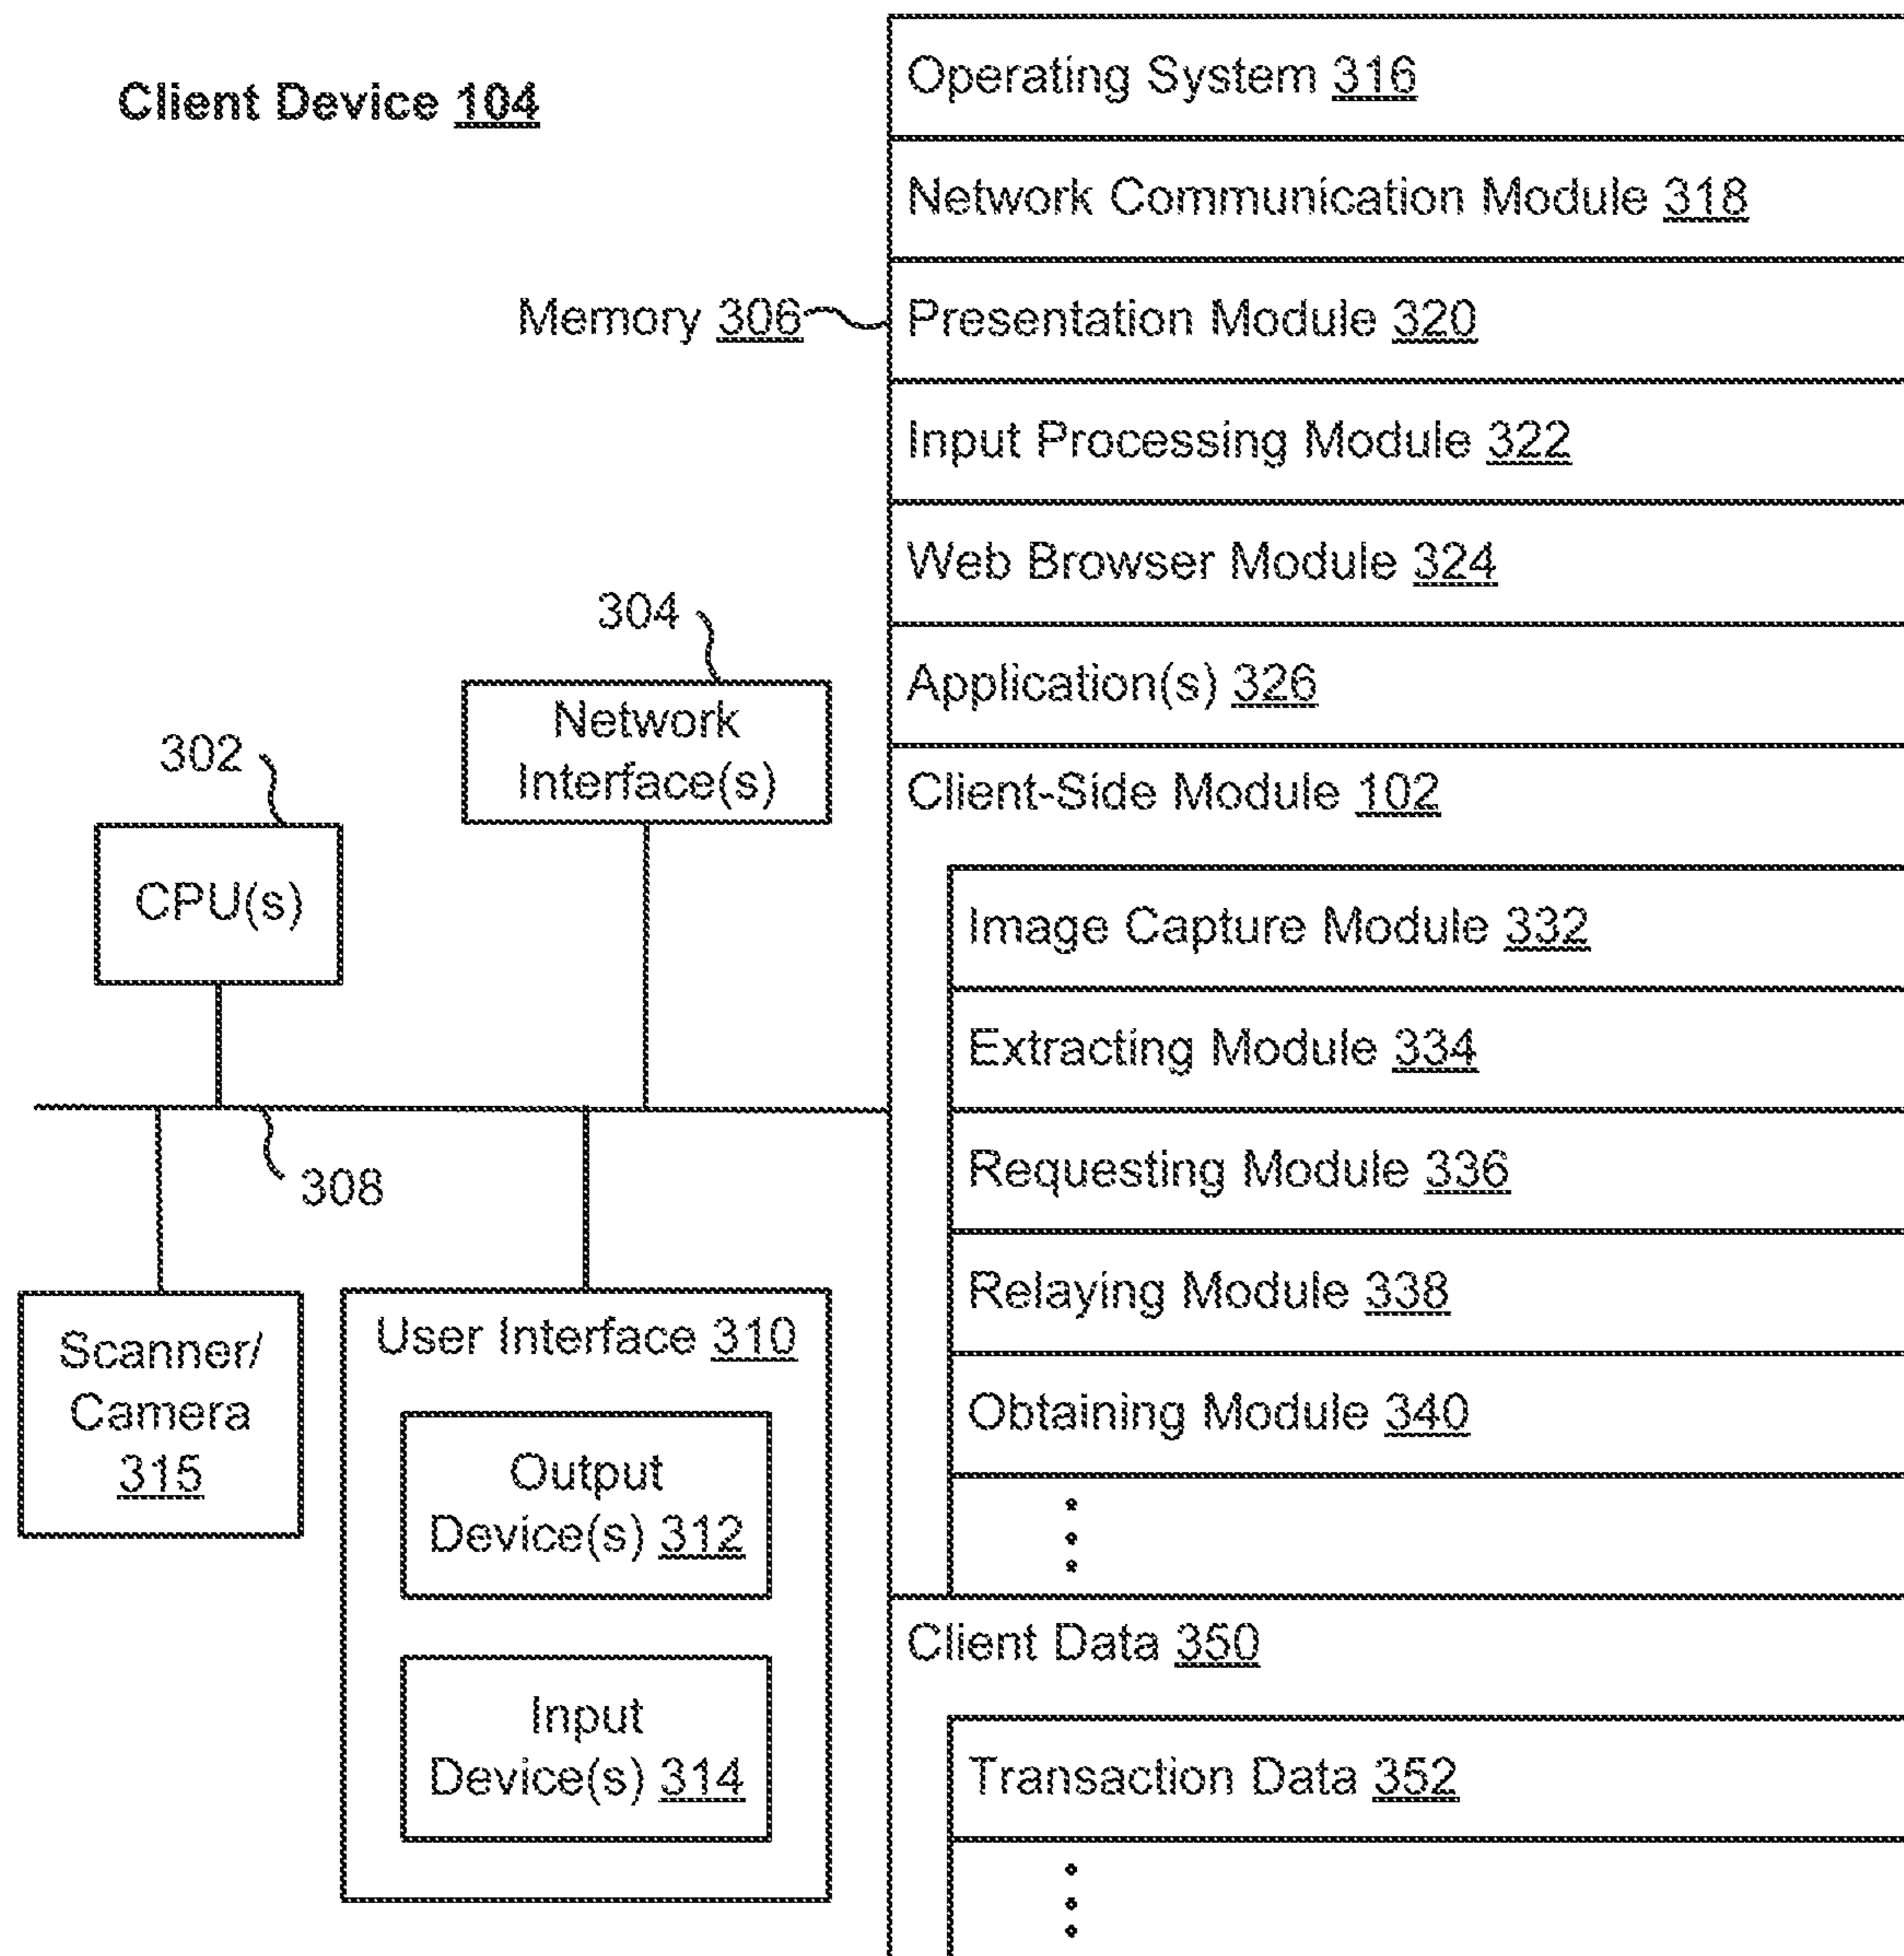 Client Device 104
Memory 306
304
Network
Interface(s)
302
CPU(s)
308
Scanner/
Camera
315
User Interface 310
Output
Device(s) 312
Input
Device(s) 314
Operating System 316
Network Communication Module 318
Presentation Module 320
Input Processing Module 322
Web Browser Module 324
Application(s) 326
Client-Side Module 102
Image Capture Module 332
Extracting Module 334
Requesting Module 336
Relaying Module 338
Obtaining Module 340
Client Data 350
Transaction Data 352